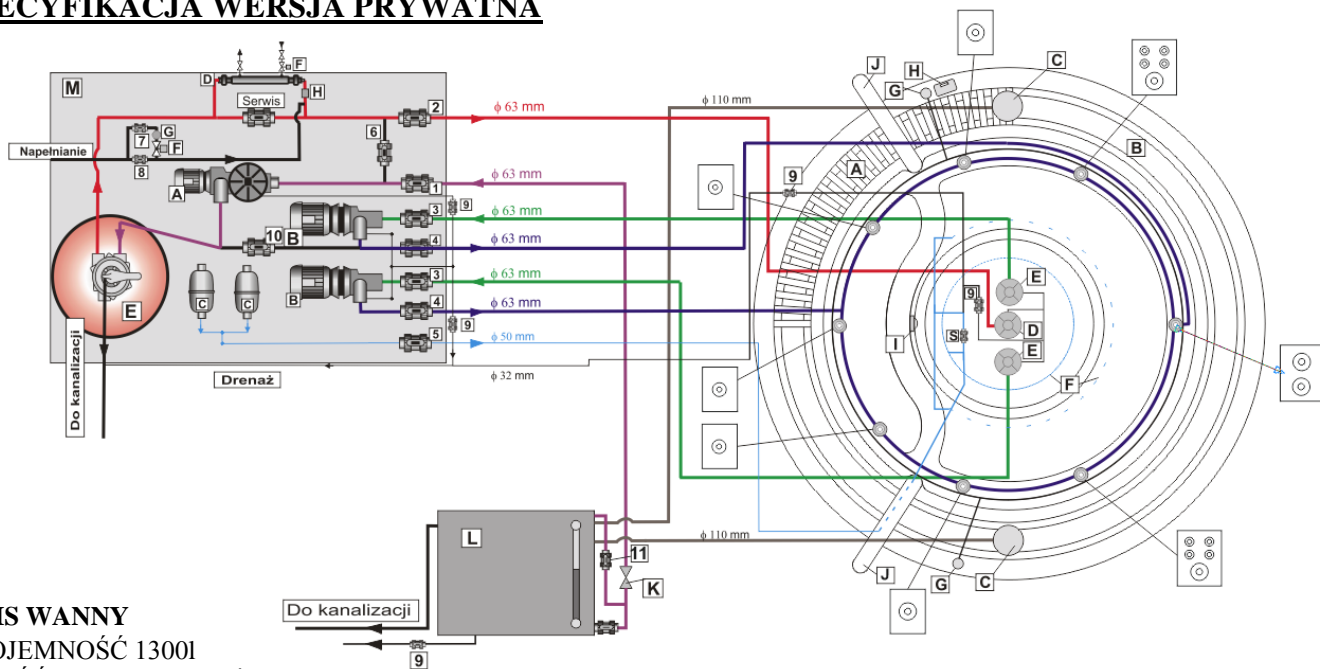 ECYFIKACJA WERSJA PRYWATNA
M
D
F
H
Serwis
2
ϕ 63 mm
ϕ 110 mm
J
H
G
C
B
A
Napełnianie
7
G
F
8
6
A
1
ϕ 63 mm
9
9
3
ϕ 63 mm
10
B
4
ϕ 63 mm
3
ϕ 63 mm
B
4
ϕ 63 mm
C
C
E
9
5
ϕ 50 mm
Drenaż
ϕ 32 mm
Do kanalizacji
E
9
D
E
I
S
F
L
11
K
ϕ 110 mm
J
G
C
Do kanalizacji
9
IS WANNY
OJEMNOŚĆ 1300l